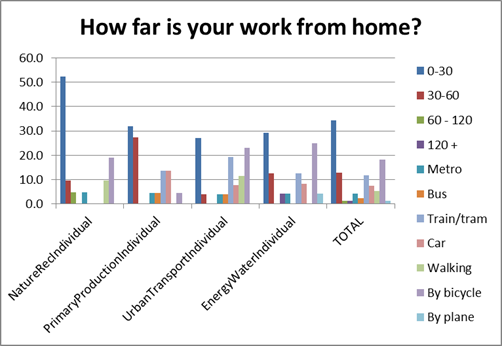 How far is your work from home?
60.0
50.0
40.0
30.0
20.0
10.0
0.0
NatureRecIndividual
PrimaryProductionIndividual
UrbanTransportIndividual
EnergyWaterIndividual
TOTAL
0-30
30-60
60 - 120
120 +
Metro
Bus
Train/tram
Car
Walking
By bicycle
By plane